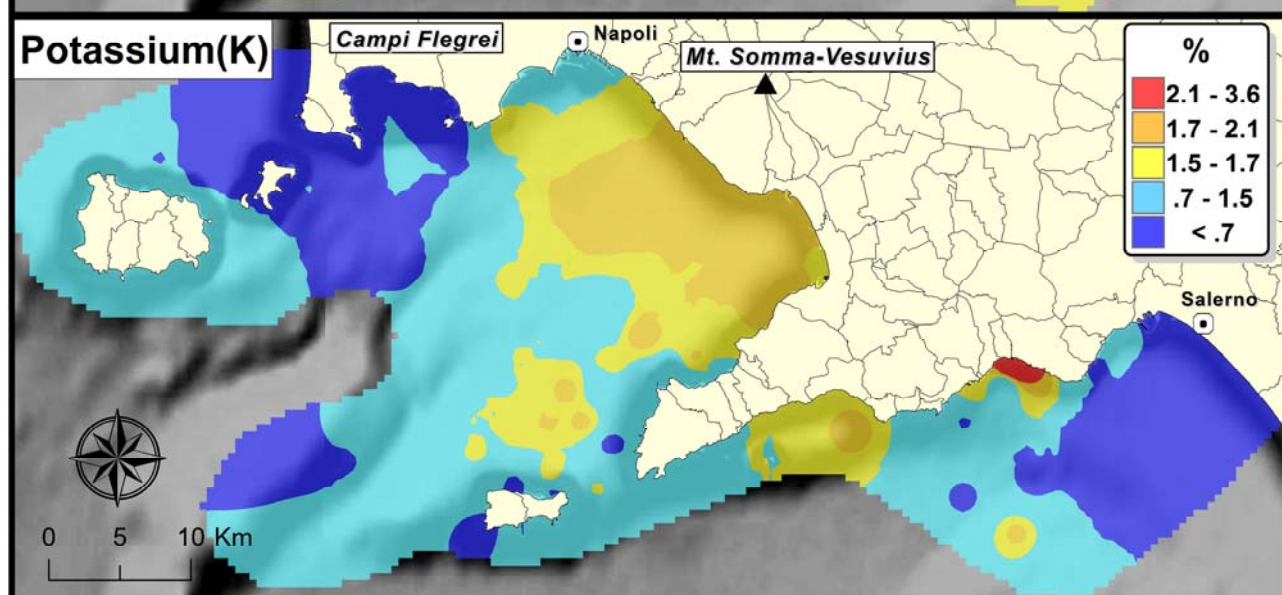 Potassium(K)
Campi Flegrei
Napoli
Mt. Somma-Vesuvius
%
2.1 - 3.6
1.7 - 2.1
1.5 - 1.7
.7 - 1.5
< .7
Salerno
0 5 10 Km